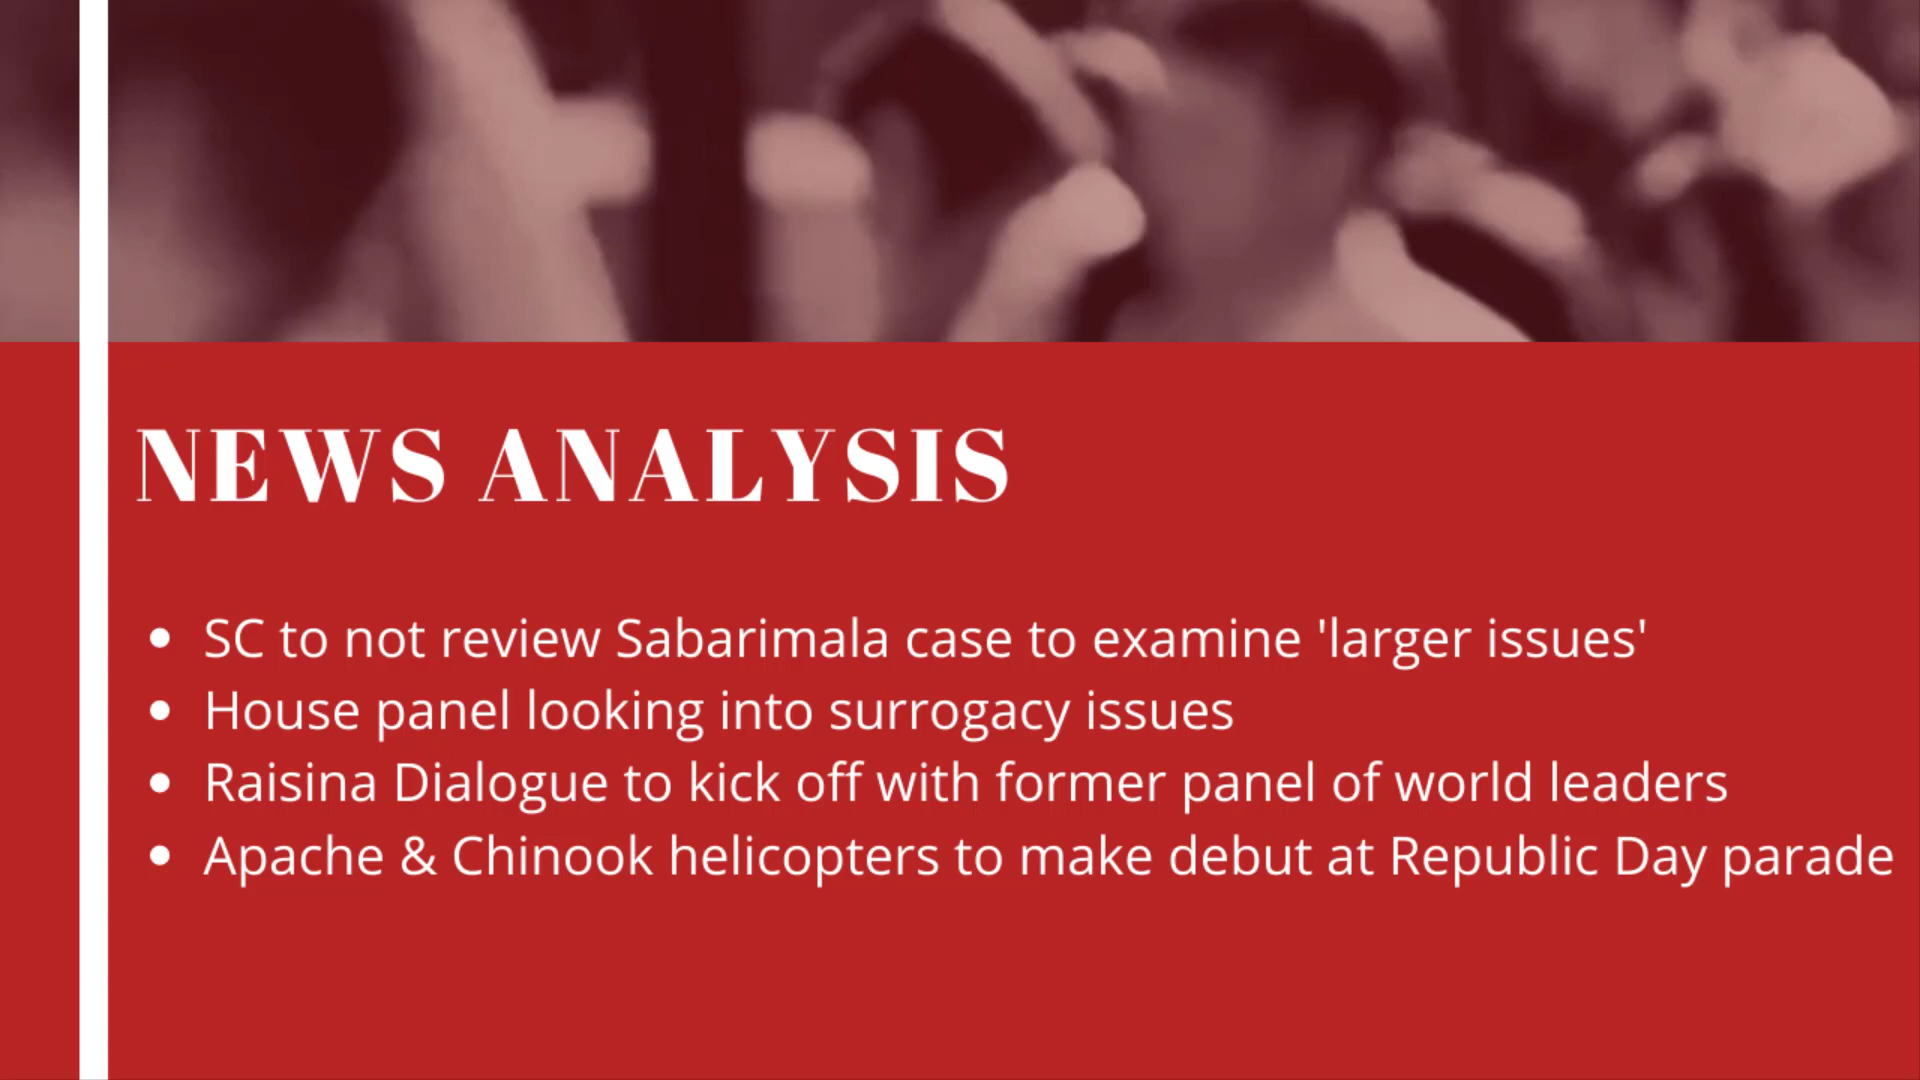 NEWS ANALYSIS
• SC to not review Sabarimala case to examine 'larger issues'
• House panel looking into surrogacy issues
• Raisina Dialogue to kick off with former panel of world leaders
• Apache & Chinook helicopters to make debut at Republic Day parade